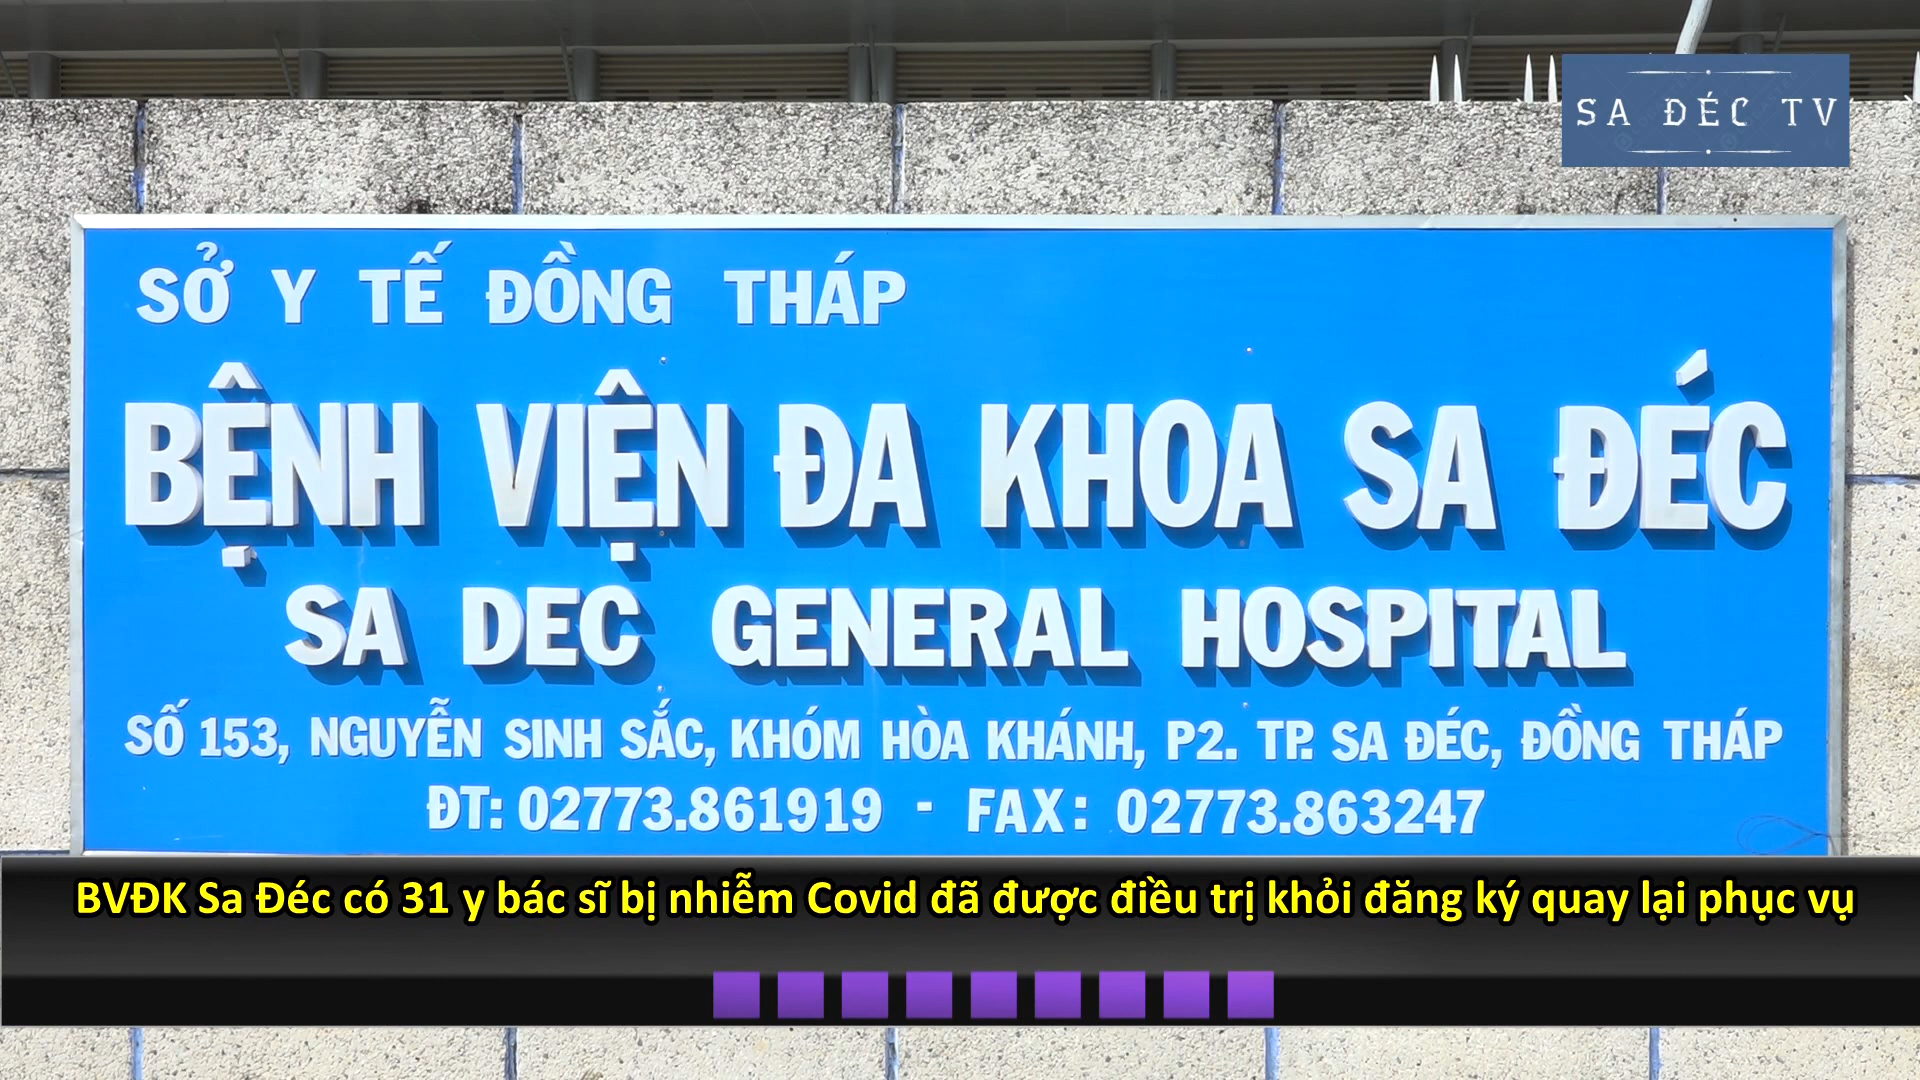 SA ĐÉC TV
SỞ Y TẾ ĐỒNG THÁP
BỆNH VIỆN ĐA KHOA SA ĐÉC
SA DEC GENERAL HOSPITAL
SỐ 153, NGUYỄN SINH SẮC, KHÓM HÒA KHÁNH, P2. TP. SA ĐÉC, ĐỒNG THÁP
ĐT: 02773.861919 - FAX: 02773.863247
BVĐK Sa Đéc có 31 y bác sĩ bị nhiễm Covid đã được điều trị khỏi đăng ký quay lại phục vụ